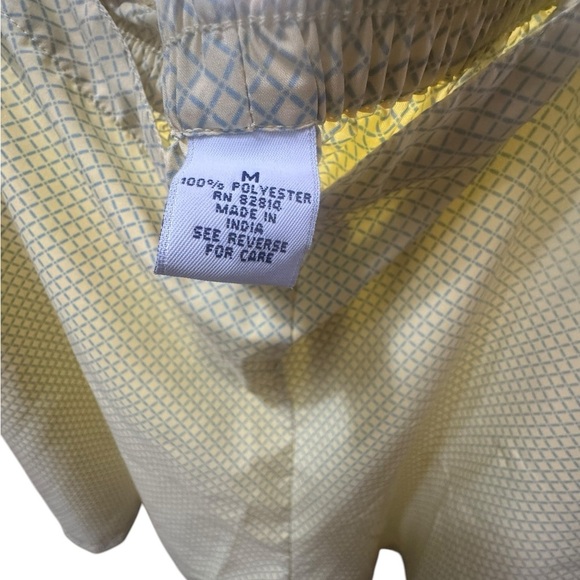 M
100% POLYESTER
RN 82814
MADE IN
INDIA
SEE REVERSE
FOR CARE